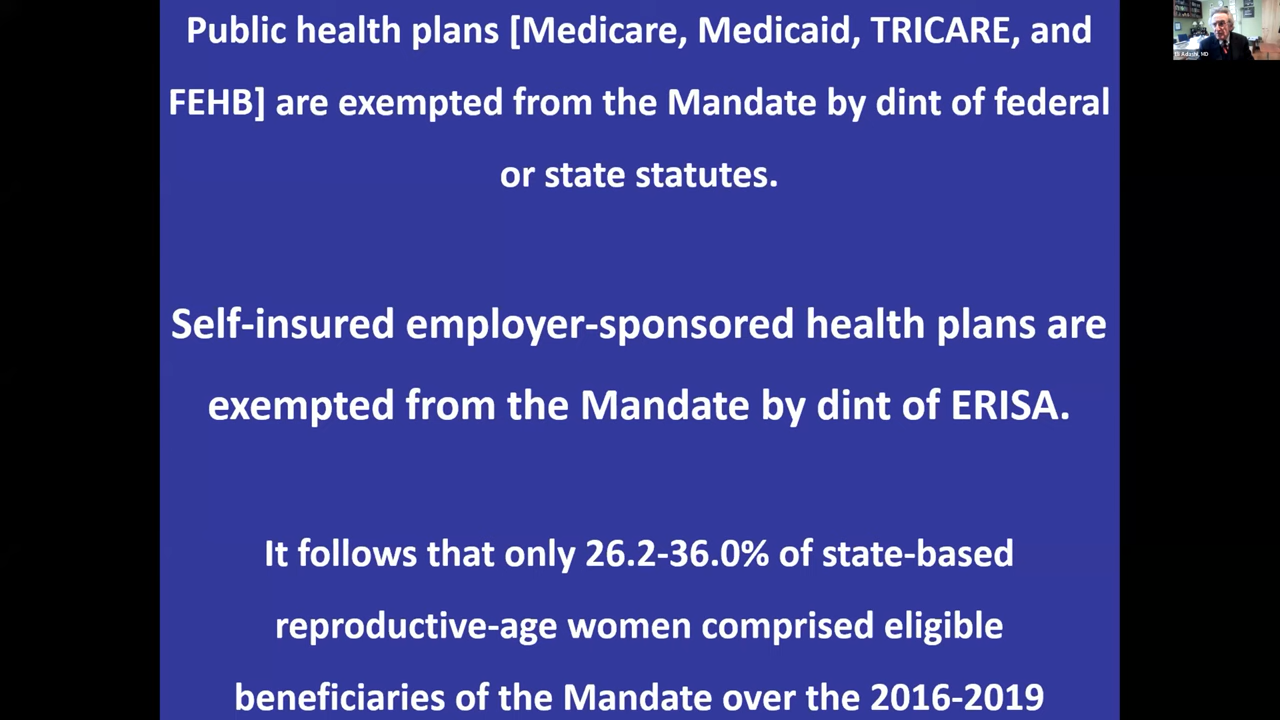 Public health plans [Medicare, Medicaid, TRICARE, and
FEHB] are exempted from the Mandate by dint of federal
or state statutes.
Self-insured employer-sponsored health plans are
exempted from the Mandate by dint of ERISA.
It follows that only 26.2-36.0% of state-based
reproductive-age women comprised eligible
beneficiaries of the Mandate over the 2016-2019
Eli Adashi, MD